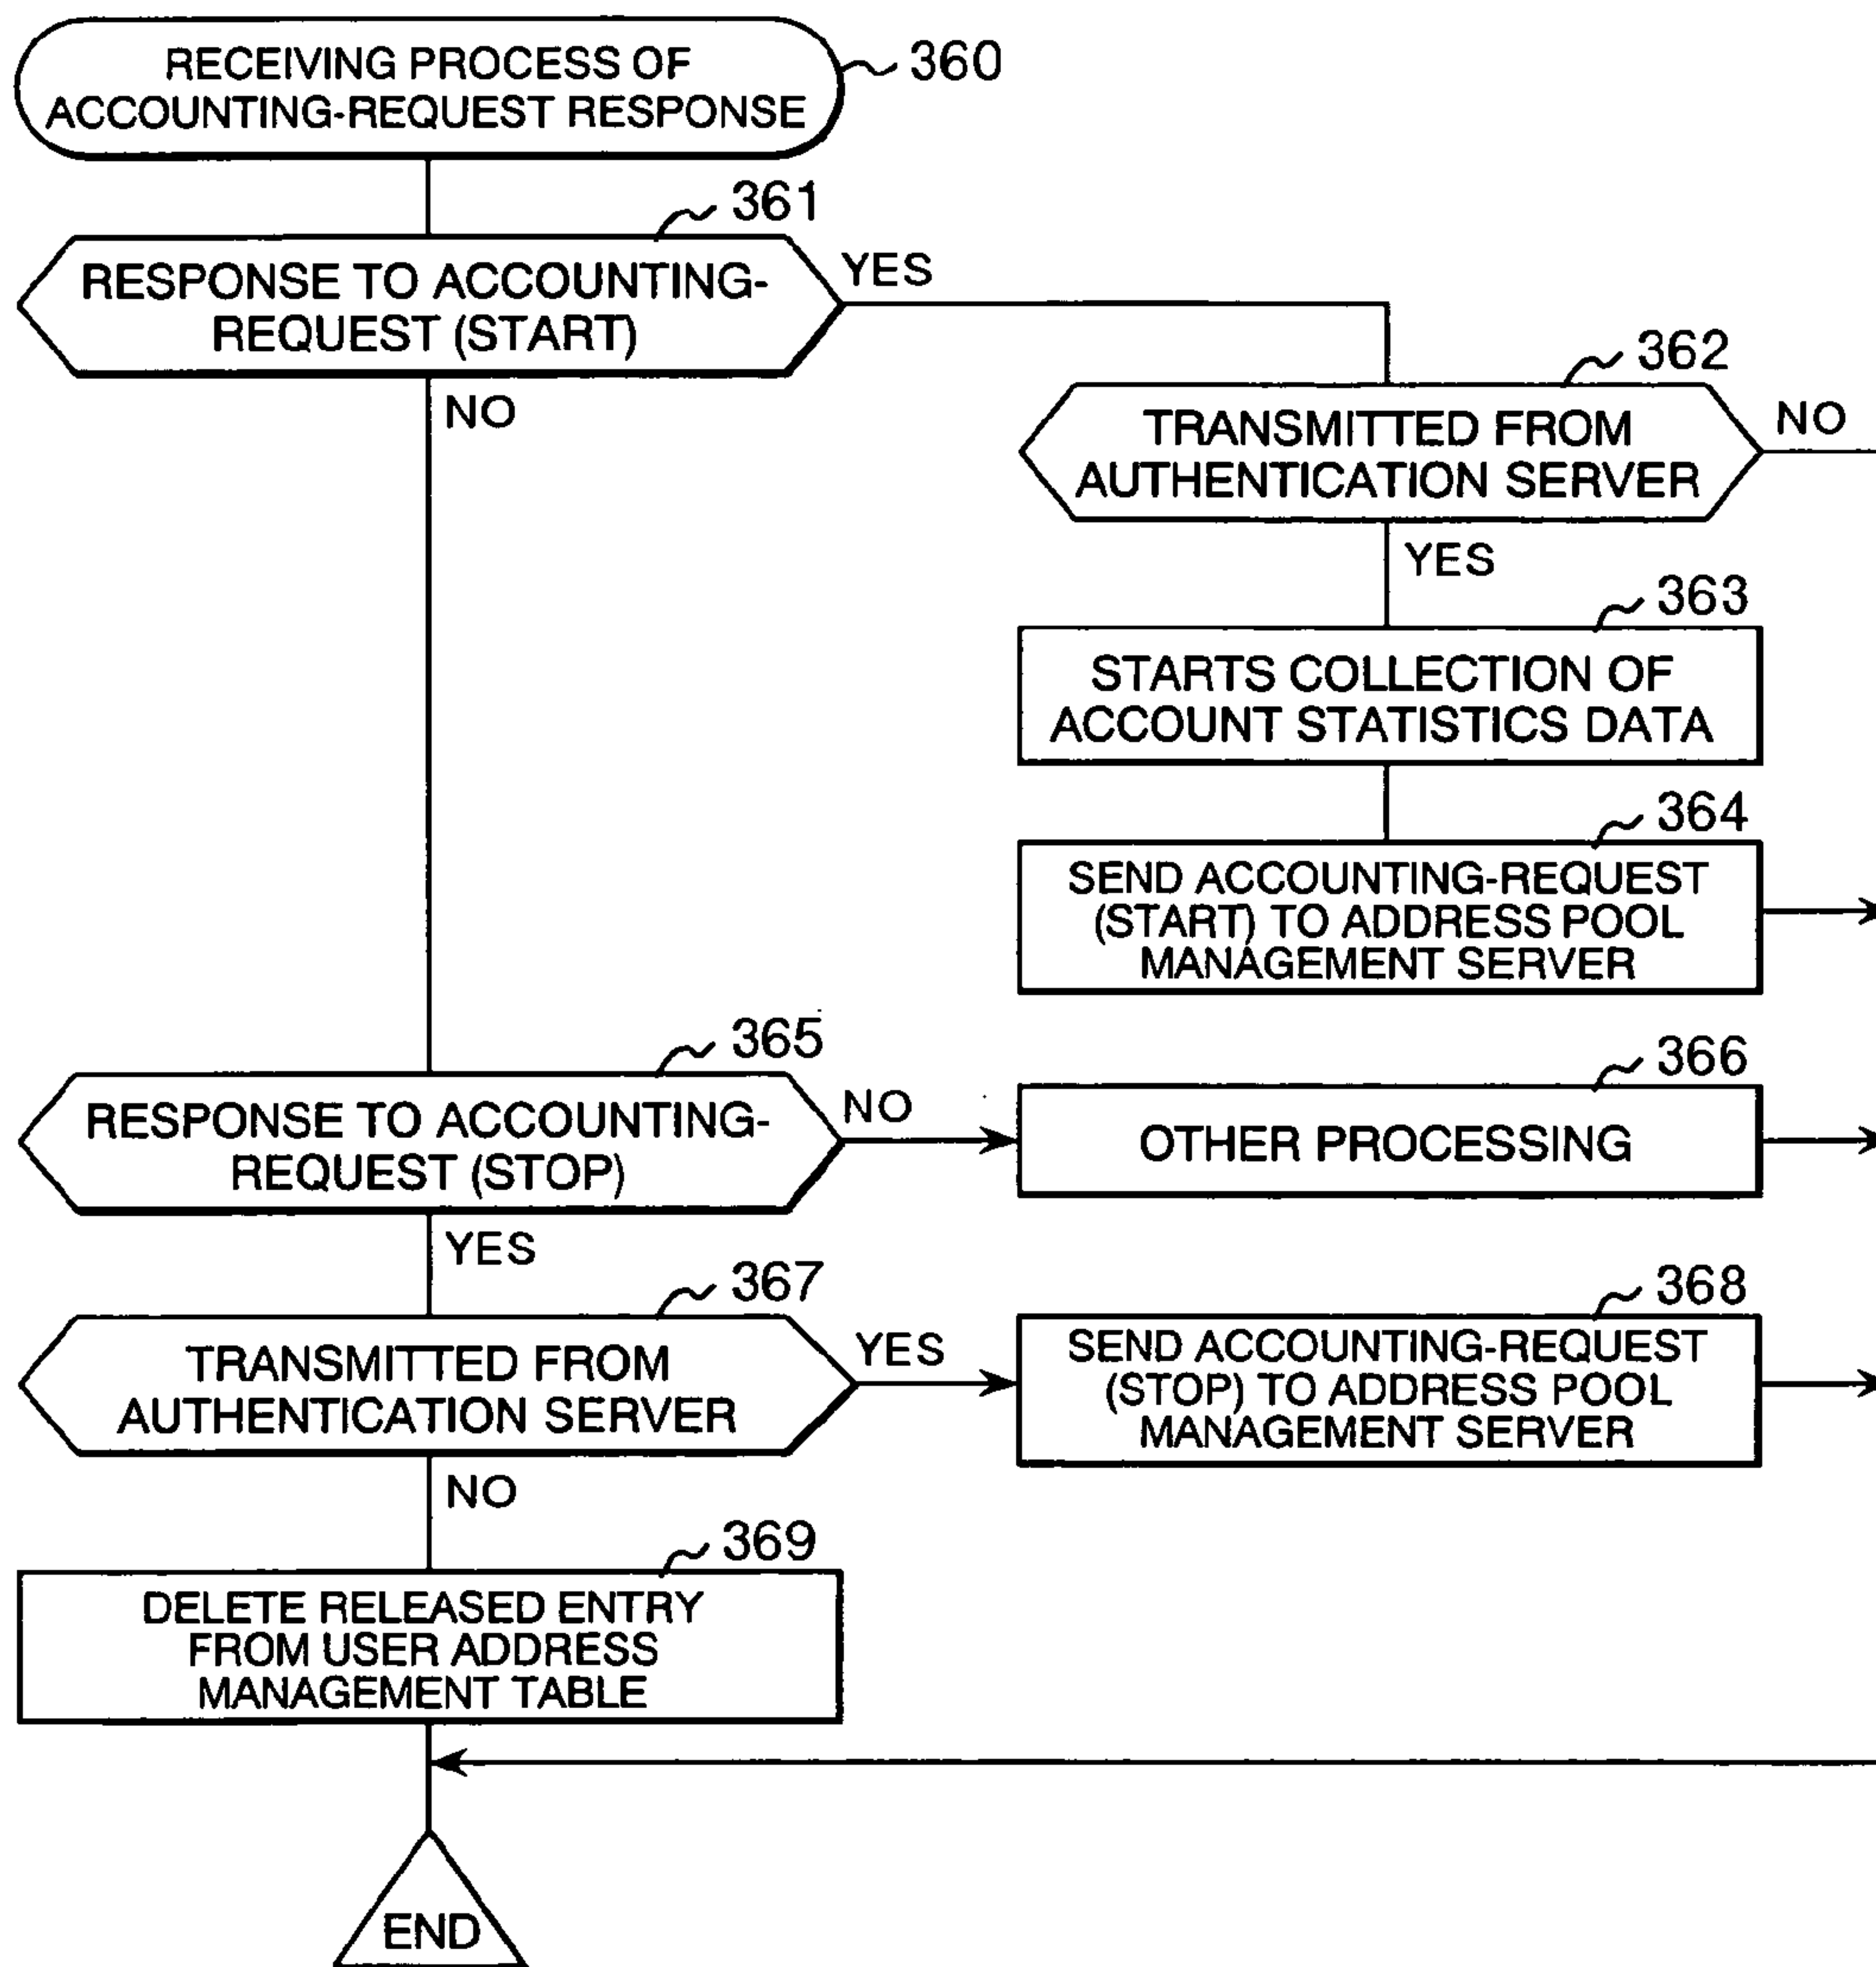 RECEIVING PROCESS OF
ACCOUNTING-REQUEST RESPONSE
360
361
RESPONSE TO ACCOUNTING-
REQUEST (START)
YES
NO
362
TRANSMITTED FROM
AUTHENTICATION SERVER
NO
YES
363
STARTS COLLECTION OF
ACCOUNT STATISTICS DATA
364
SEND ACCOUNTING-REQUEST
(START) TO ADDRESS POOL
MANAGEMENT SERVER
365
RESPONSE TO ACCOUNTING-
REQUEST (STOP)
NO
YES
366
OTHER PROCESSING
367
TRANSMITTED FROM
AUTHENTICATION SERVER
YES
NO
368
SEND ACCOUNTING-REQUEST
(STOP) TO ADDRESS POOL
MANAGEMENT SERVER
369
DELETE RELEASED ENTRY
FROM USER ADDRESS
MANAGEMENT TABLE
END